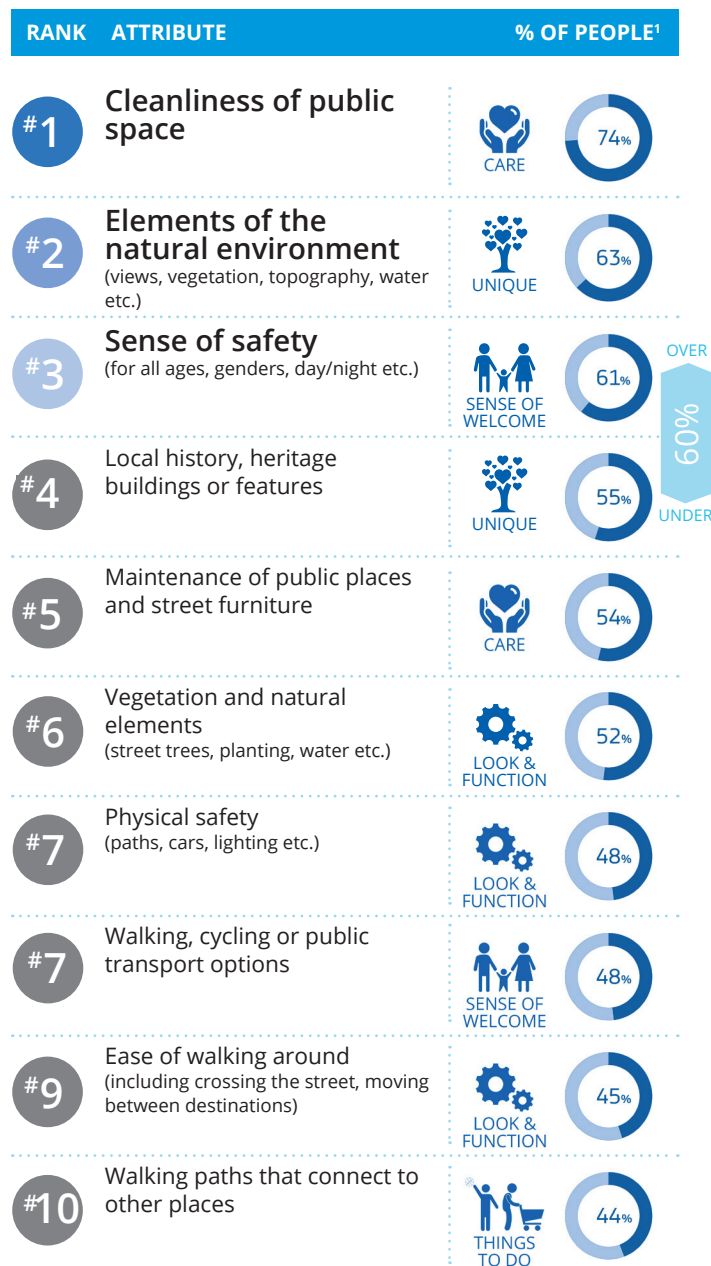 RANK ATTRIBUTE % OF PEOPLE¹
#1
Cleanliness of public
space
CARE
74%
#2
Elements of the
natural environment
(views, vegetation, topography, water
etc.)
UNIQUE
63%
#3
Sense of safety
(for all ages, genders, day/night etc.)
SENSE OF
WELCOME
61%
OVER
60%
UNDER
#4
Local history, heritage
buildings or features
UNIQUE
55%
#5
Maintenance of public places
and street furniture
CARE
54%
#6
Vegetation and natural
elements
(street trees, planting, water etc.)
LOOK &
FUNCTION
52%
#7
Physical safety
(paths, cars, lighting etc.)
LOOK &
FUNCTION
48%
#7
Walking, cycling or public
transport options
SENSE OF
WELCOME
48%
#9
Ease of walking around
(including crossing the street, moving
between destinations)
LOOK &
FUNCTION
45%
#10
Walking paths that connect to
other places
THINGS
TO DO
44%